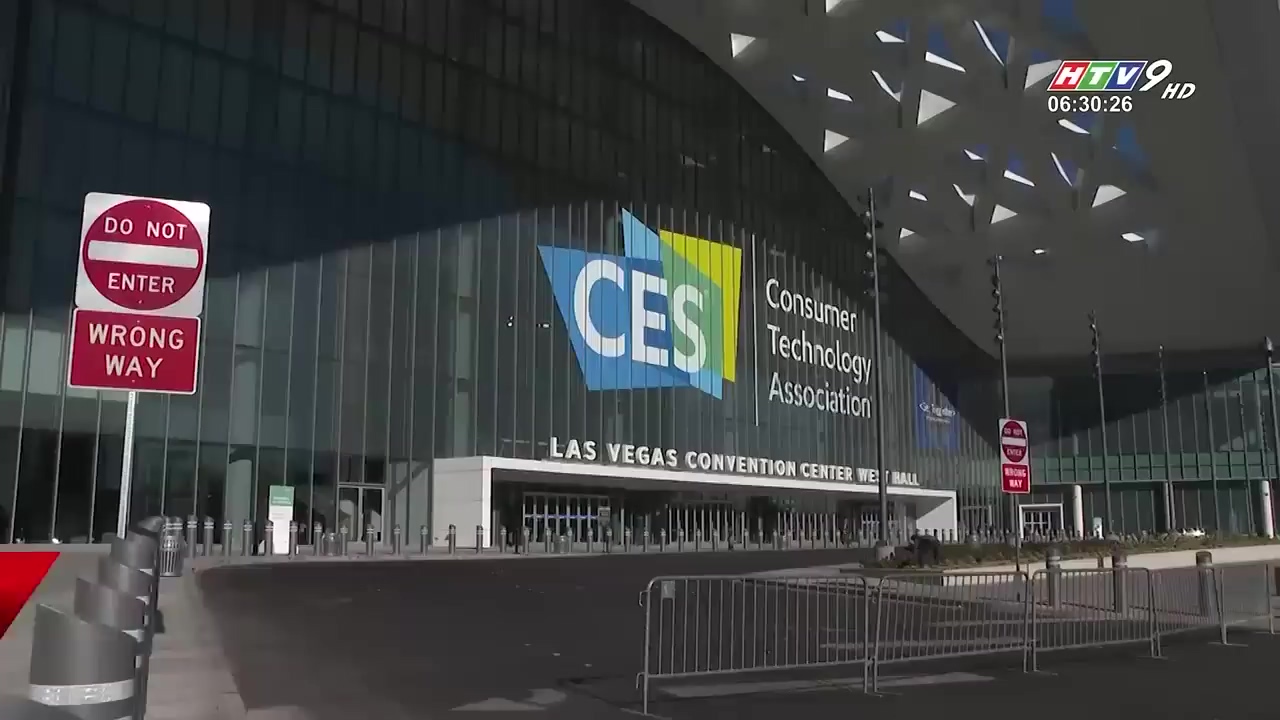 HTV9 HD
06:30:26
DO NOT
ENTER
WRONG
WAY
CES
Consumer
Technology
Association
LAS VEGAS CONVENTION CENTER WEST HALL
DO NOT
ENTER
WRONG
WAY